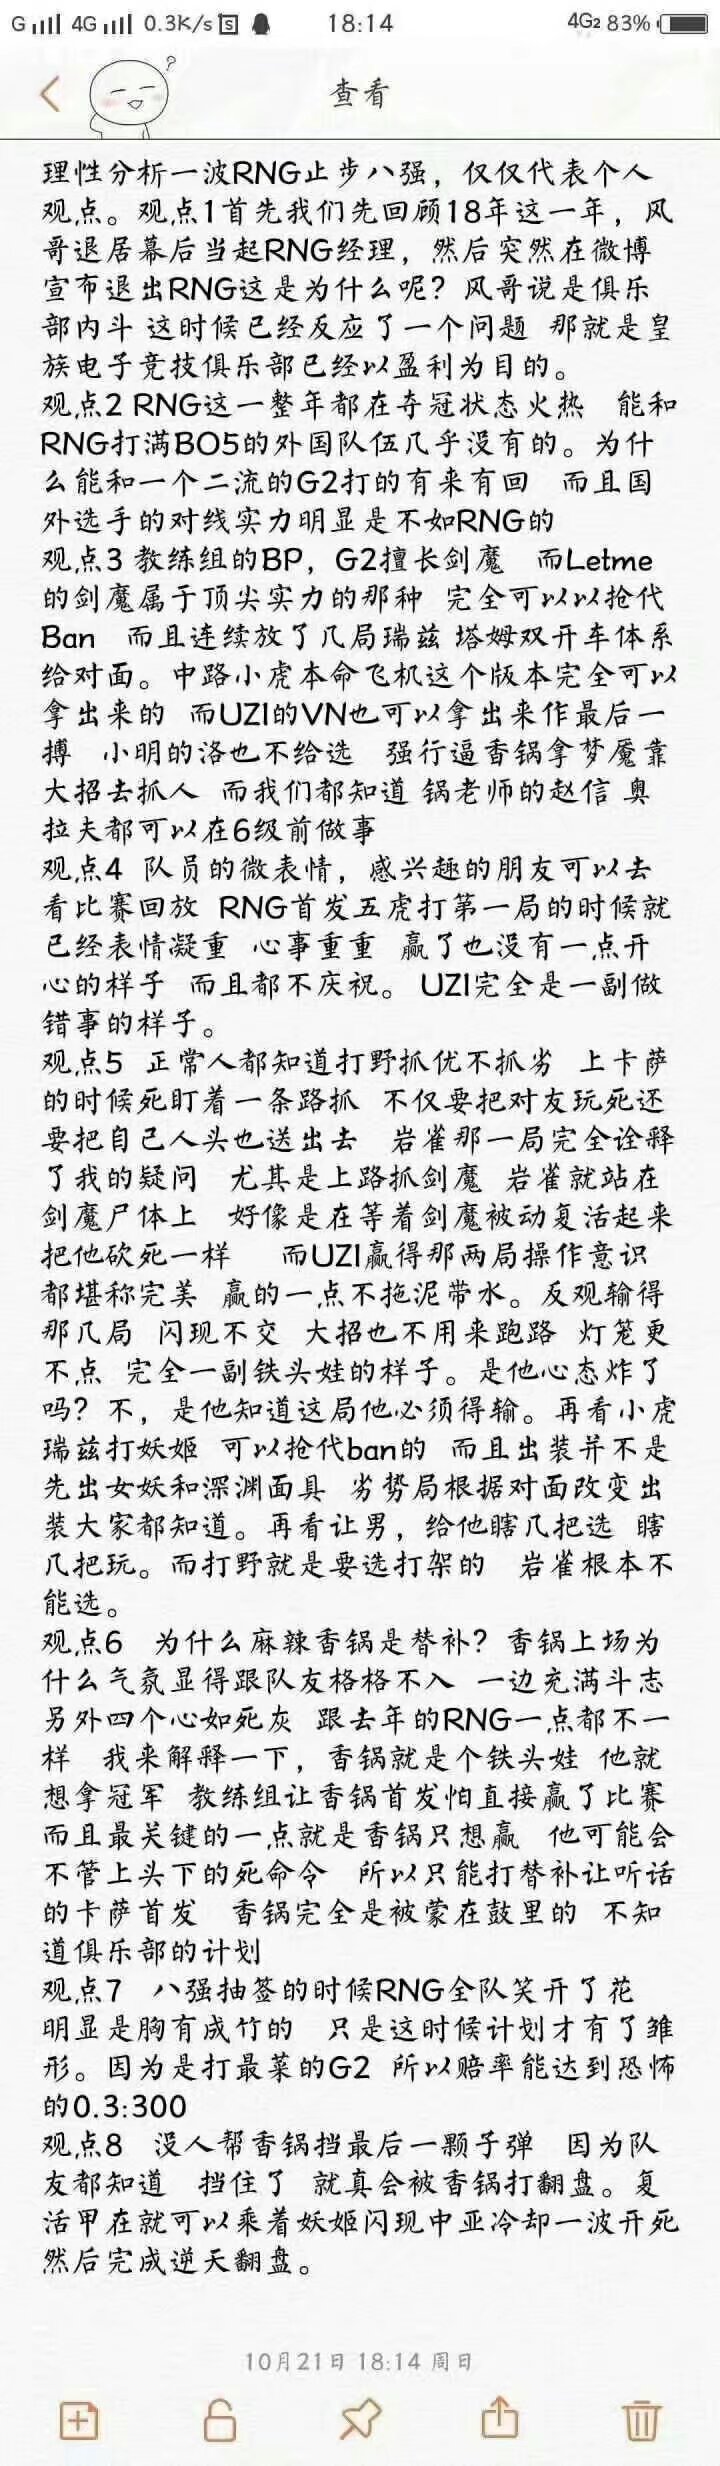 G 4G 0.3K/s S 18:14 4G2 83%
?
查看
理性分析一波RNG止步八强，仅仅代表个人
观点。观点1首先我们先回顾18年这一年，风
哥退居幕后当起RNG经理，然后突然在微博
宣布退出RNG这是为什么呢？风哥说是俱乐
部内斗 这时候已经反应了一个问题 那就是皇
族电子竞技俱乐部已经以盈利为目的。
观点2 RNG这一整年都在夺冠状态火热 能和
RNG打满BO5的外国队伍几乎没有的。为什
么能和一个二流的G2打的有来有回 而且国
外选手的对线实力明显是不如RNG的
观点3 教练组的BP，G2擅长剑魔 而Letme
的剑魔属于顶尖实力的那种 完全可以以抢代
Ban 而且连续放了几局瑞兹 塔姆双开车体系
给对面。中路小虎本命飞机这个版本完全可以
拿出来的 而UZI的VN也可以拿出来作最后一
搏 小明的洛也不给选 强行逼香锅拿梦魇靠
大招去抓人 而我们都知道 锅老师的赵信 奥
拉夫都可以在6级前做事
观点4 队员的微表情，感兴趣的朋友可以去
看比赛回放 RNG首发五虎打第一局的时候就
已经表情凝重 心事重重 赢了也没有一点开
心的样子 而且都不庆祝。 UZI完全是一副做
错事的样子。
观点5 正常人都知道打野抓优不抓劣 上卡萨
的时候死盯着一条路抓 不仅要把对友玩死还
要把自己人头也送出去 岩雀那一局完全诠释
了我的疑问 尤其是上路抓剑魔 岩雀就站在
剑魔尸体上 好像是在等着剑魔被动复活起来
把他砍死一样 而UZI赢得那两局操作意识
都堪称完美 赢的一点不拖泥带水。反观输得
那几局 闪现不交 大招也不用来跑路 灯笼更
不点 完全一副铁头娃的样子。是他心态炸了
吗？不，是他知道这局他必须得输。再看小虎
瑞兹打妖姬 可以抢代ban的 而且出装并不是
先出女妖和深渊面具 劣势局根据对面改变出
装大家都知道。再看让男，给他瞎几把选 瞎
几把玩。而打野就是要选打架的 岩雀根本不
能选。
观点6 为什么麻辣香锅是替补？香锅上场为
什么气氛显得跟队友格格不入 一边充满斗志
另外四个心如死灰 跟去年的RNG一点都不一
样 我来解释一下，香锅就是个铁头娃 他就
想拿冠军 教练组让香锅首发怕直接赢了比赛
而且最关键的一点就是香锅只想赢 他可能会
不管上头下的死命令 所以只能打替补让听话
的卡萨首发 香锅完全是被蒙在鼓里的 不知
道俱乐部的计划
观点7 八强抽签的时候RNG全队笑开了花
明显是胸有成竹的 只是这时候计划才有了雏
形。因为是打最菜的G2 所以赔率能达到恐怖
的0.3:300
观点8 没人帮香锅挡最后一颗子弹 因为队
友都知道 挡住了 就真会被香锅打翻盘。复
活甲在就可以乘着妖姬闪现中亚冷却一波开死
然后完成逆天翻盘。
10月21日 18:14 周日